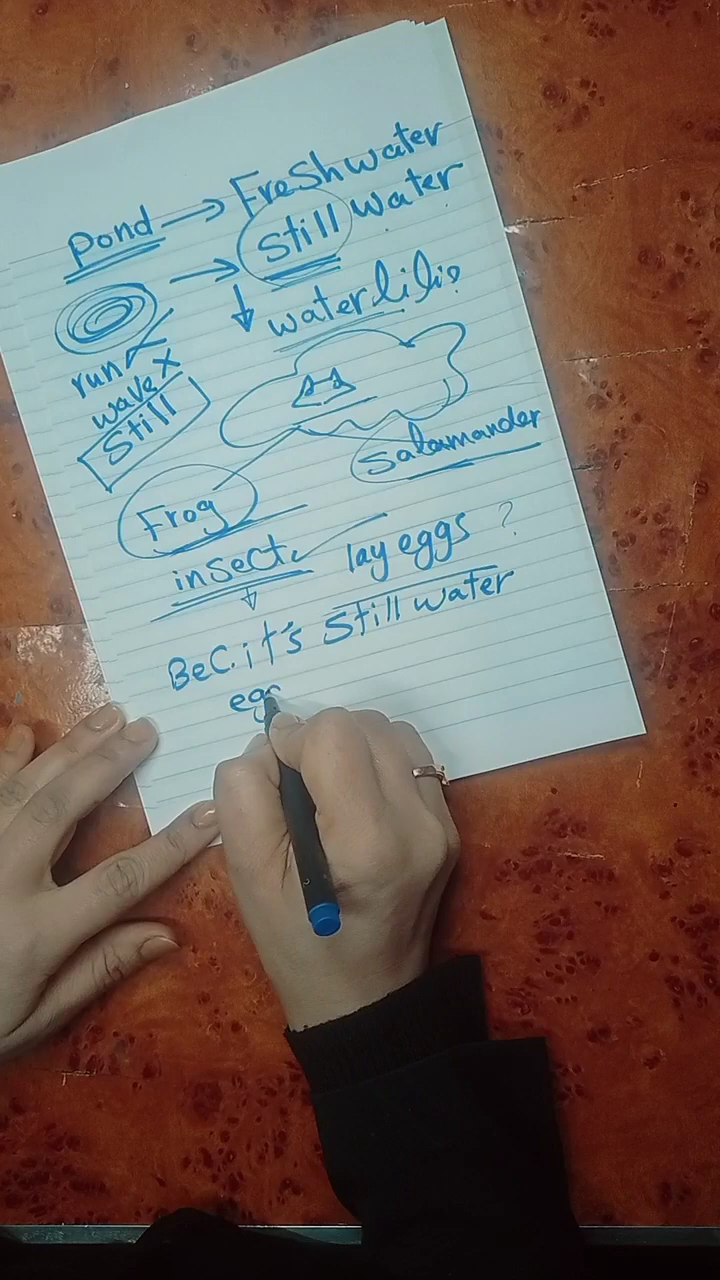 Pond → Freshwater
→ Still water
↓ waterlilis
run
wave x
Still
Salamander
Frog
insect. lay eggs ?
↓
BeC. it's Still water
egg